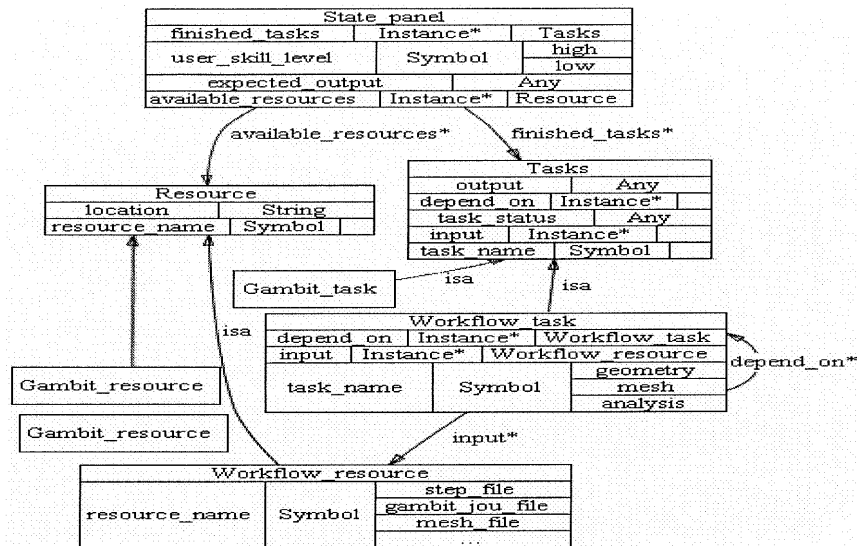 State_panel
finished_tasks Instance* Tasks
user_skill_level Symbol high low
expected_output Any
available_resources Instance* Resource
available_resources* finished_tasks*
Resource
location String
resource_name Symbol
Tasks
output Any
depend_on Instance*
task_status Any
input Instance*
task_name Symbol
Gambit_task
isa
isa
isa
Workflow_task
depend_on Instance* Workflow_task
input Instance* Workflow_resource
task_name Symbol geometry mesh analysis
depend_on*
Gambit_resource
Gambit_resource
input*
Workflow_resource
resource_name Symbol step_file gambit_jou_file mesh_file ...